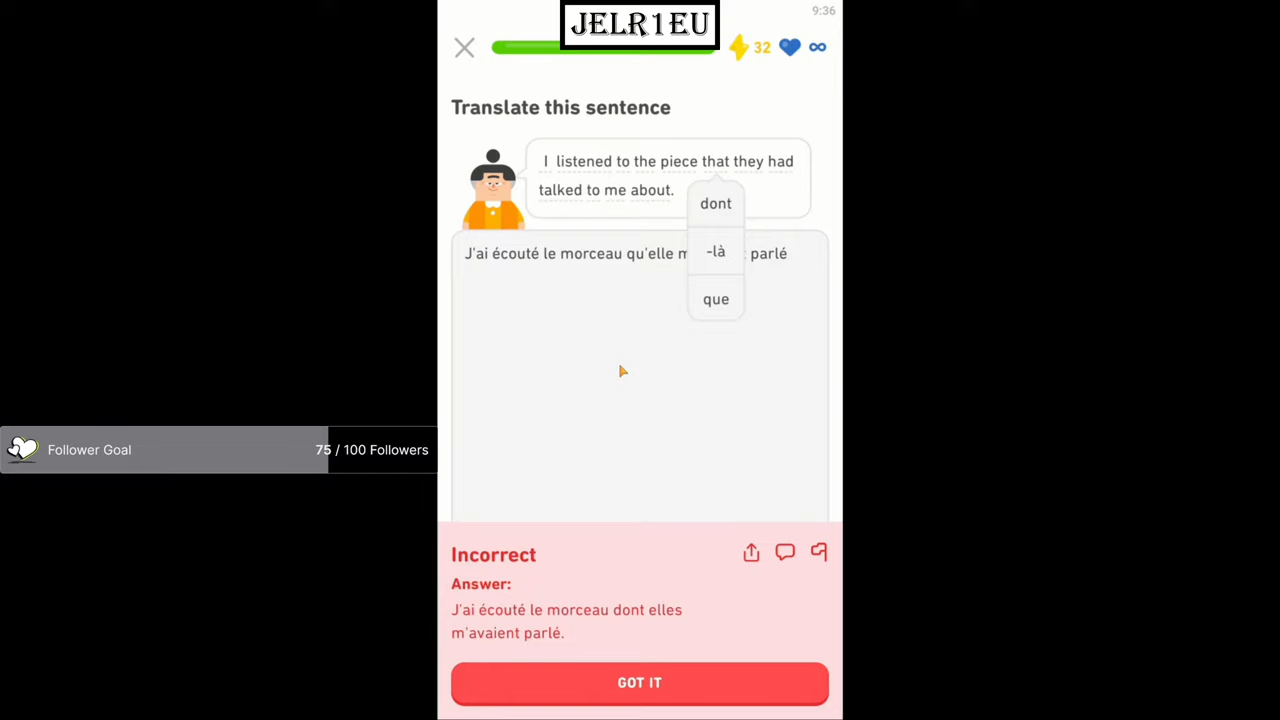 JELR1EU
9:36
32
Translate this sentence
I listened to the piece that they had
talked to me about.
dont
-là
que
J'ai écouté le morceau qu'elle parlé
Follower Goal 75 / 100 Followers
Incorrect
Answer:
J'ai écouté le morceau dont elles
m'avaient parlé.
GOT IT